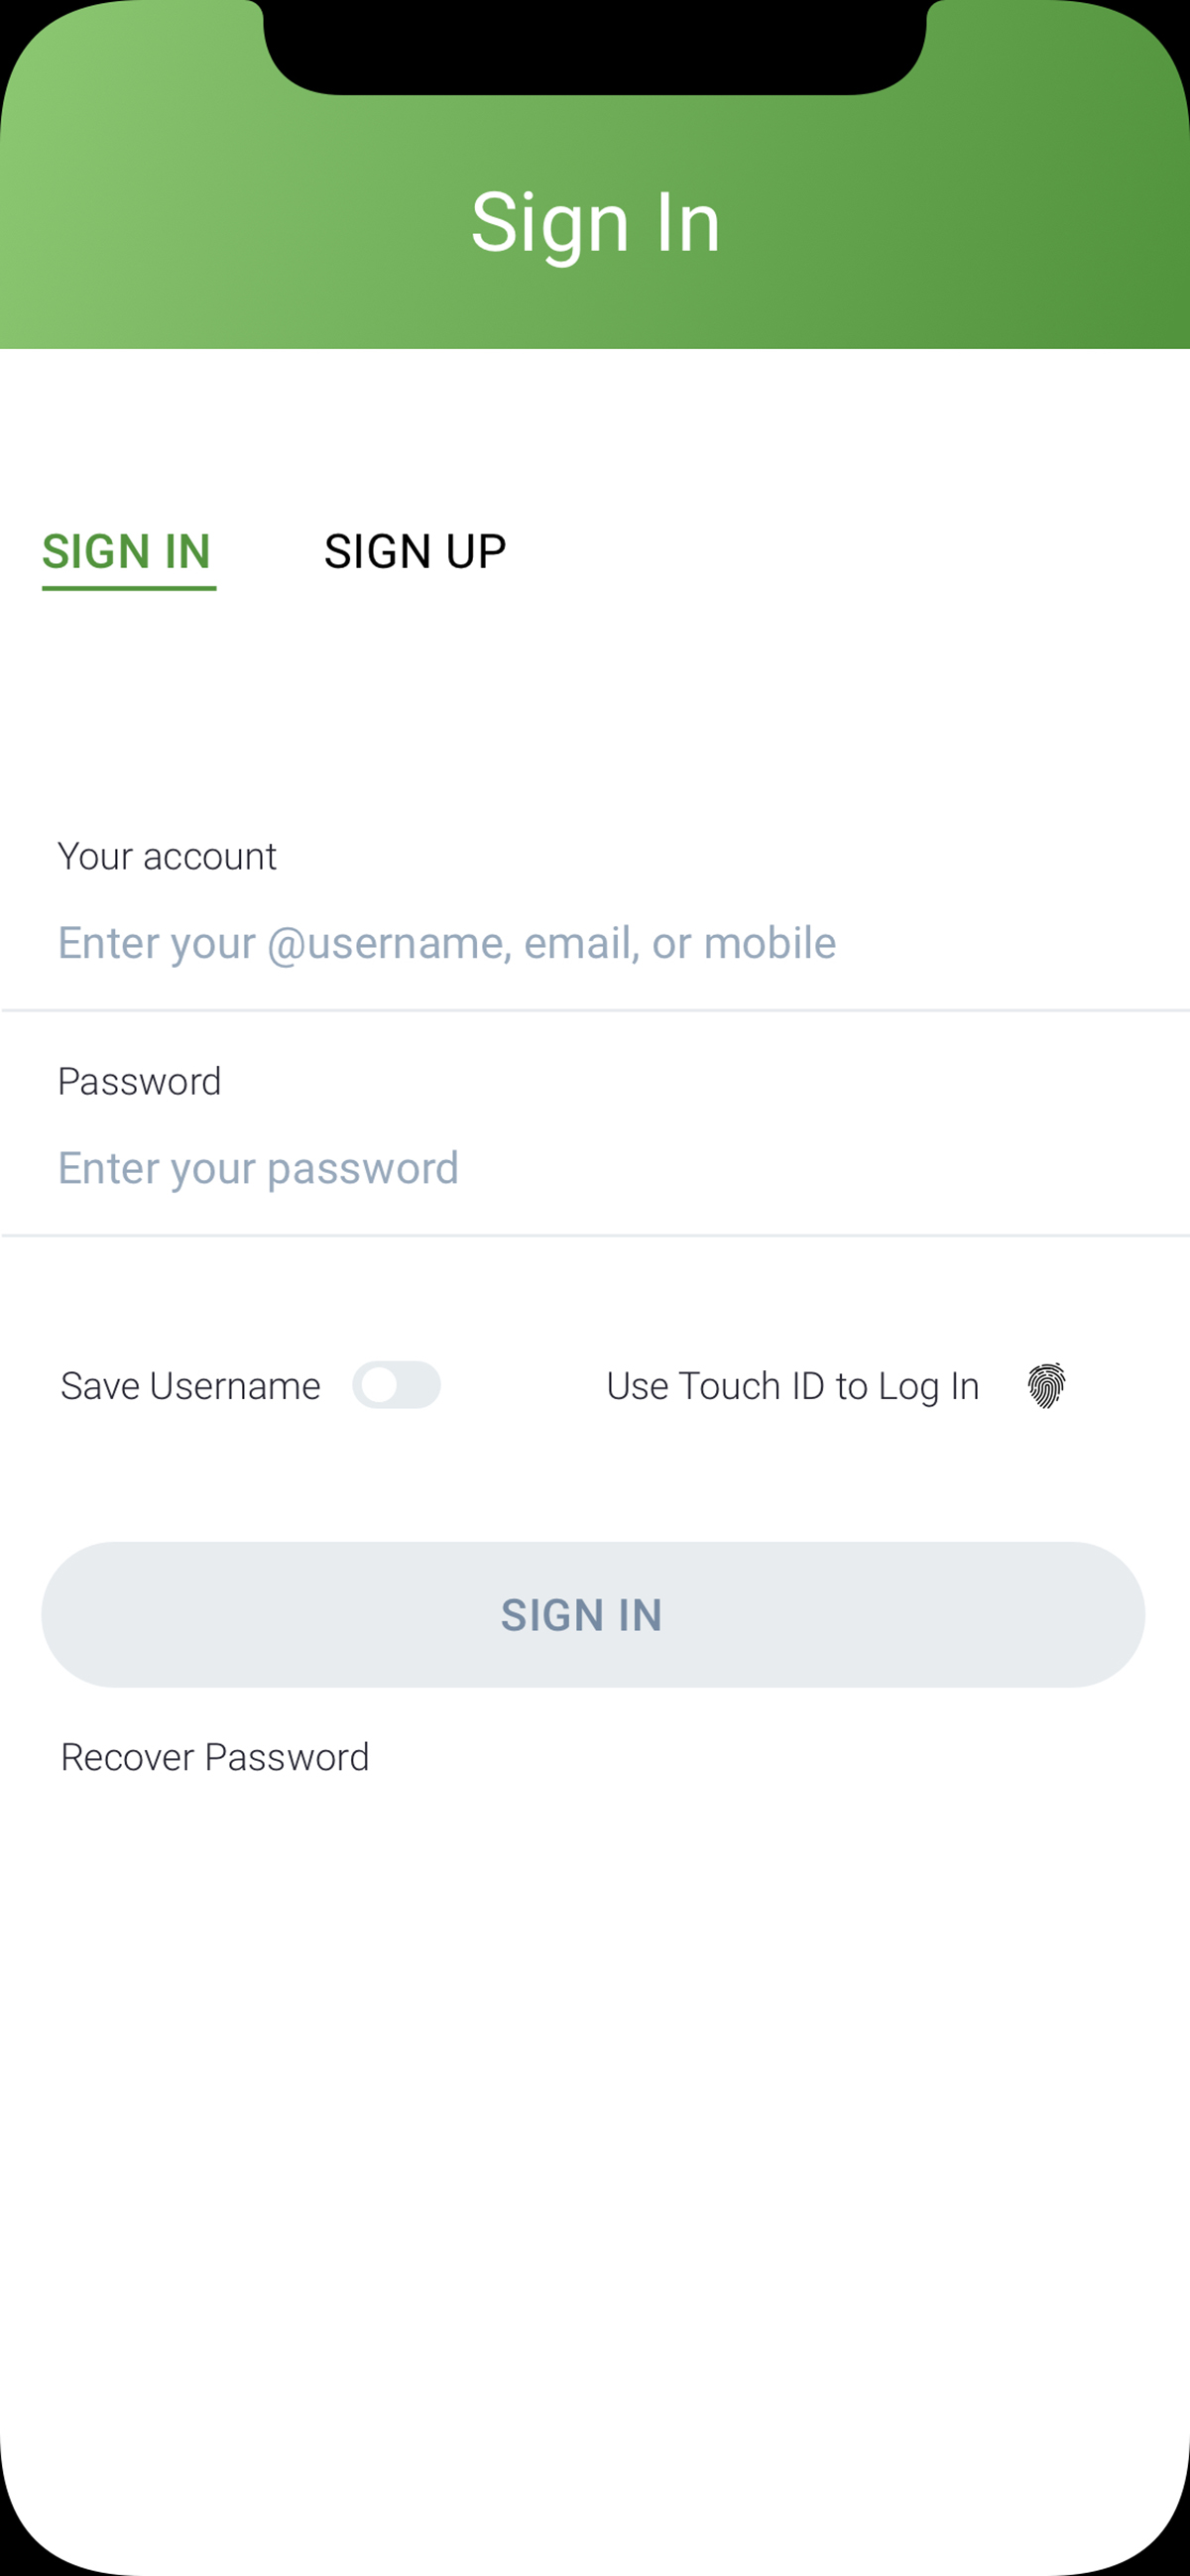 Sign In
SIGN IN SIGN UP
Your account
Enter your @username, email, or mobile
Password
Enter your password
Save Username Use Touch ID to Log In
SIGN IN
Recover Password